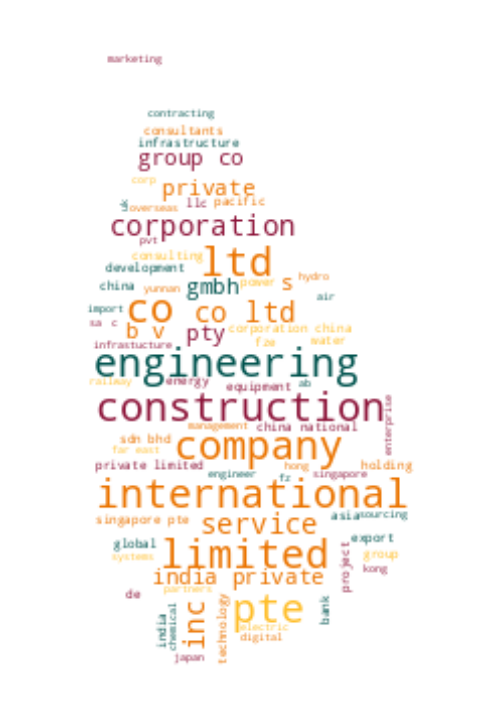 marketing
contracting
consultants
infrastructure
group co
corp
private
uk
overseas
llc
pacific
corporation
pvt
consulting
ltd
development
china
yunnan
gmbh
power
s
hydro
air
import
co
co ltd
sa
c
b v
pty
corporation china
fze
water
infrastucture
engineering
railway
energy
equipment
ab
construction
enterprise
management
china national
sdn bhd
company
far east
private limited
engineer
hong
fz
singapore
holding
international
singapore pte
service
asia
sourcing
global
systems
limited
export
group
kong
project
india private
de
partners
india
chemical
inc
technology
pte
electric
digital
bank
japan